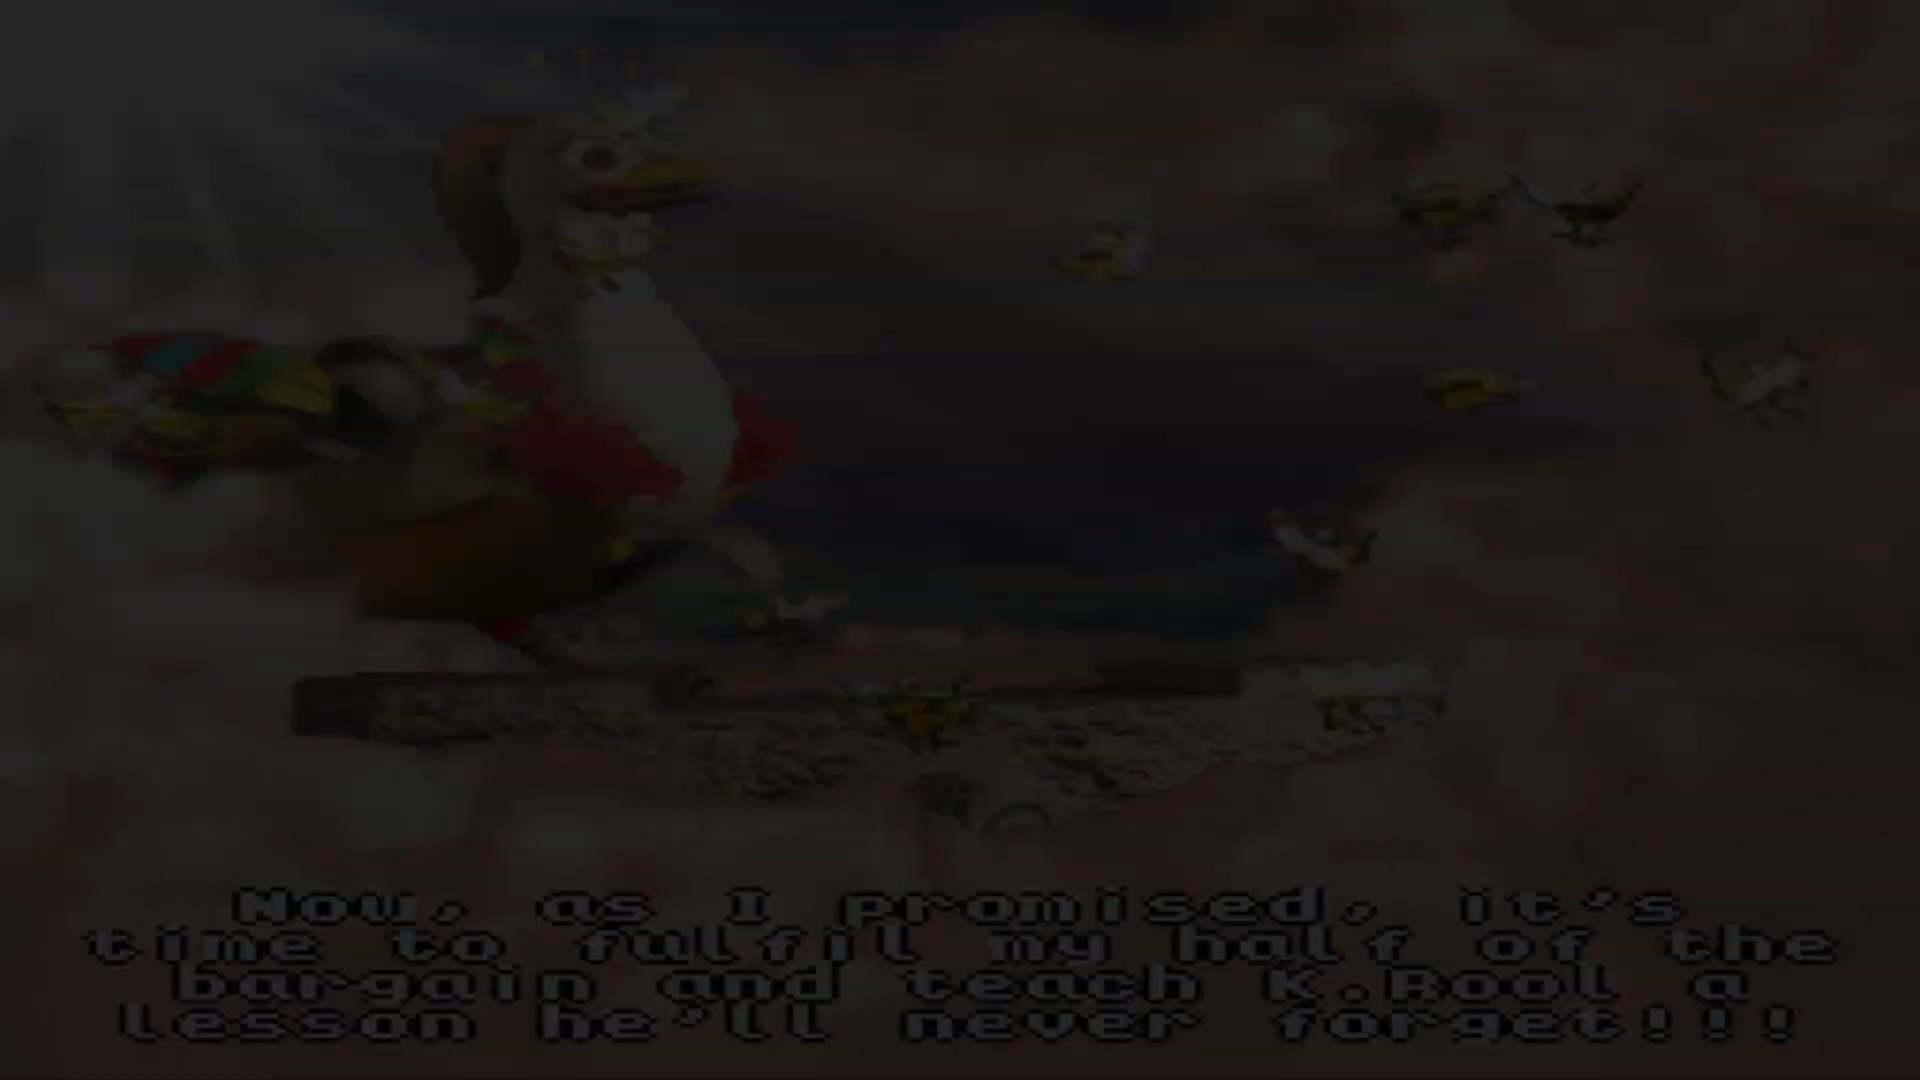 Now, as I promised, it's
time to fulfil my half of the
bargain and teach K.Rool a
lesson he'll never forget!!!